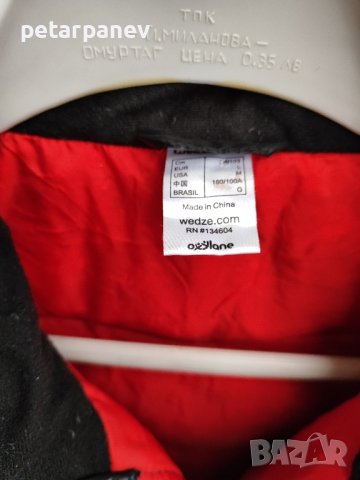 petarpanev
ТПК
И.МИЛАНОВА-
ОМУРТАГ ЦЕНА 0.35 ЛВ
EUR L
USA M
中国 180/100A
BRASIL G
Made in China
wedze.com
RN #134604
oxylane
BAZAR